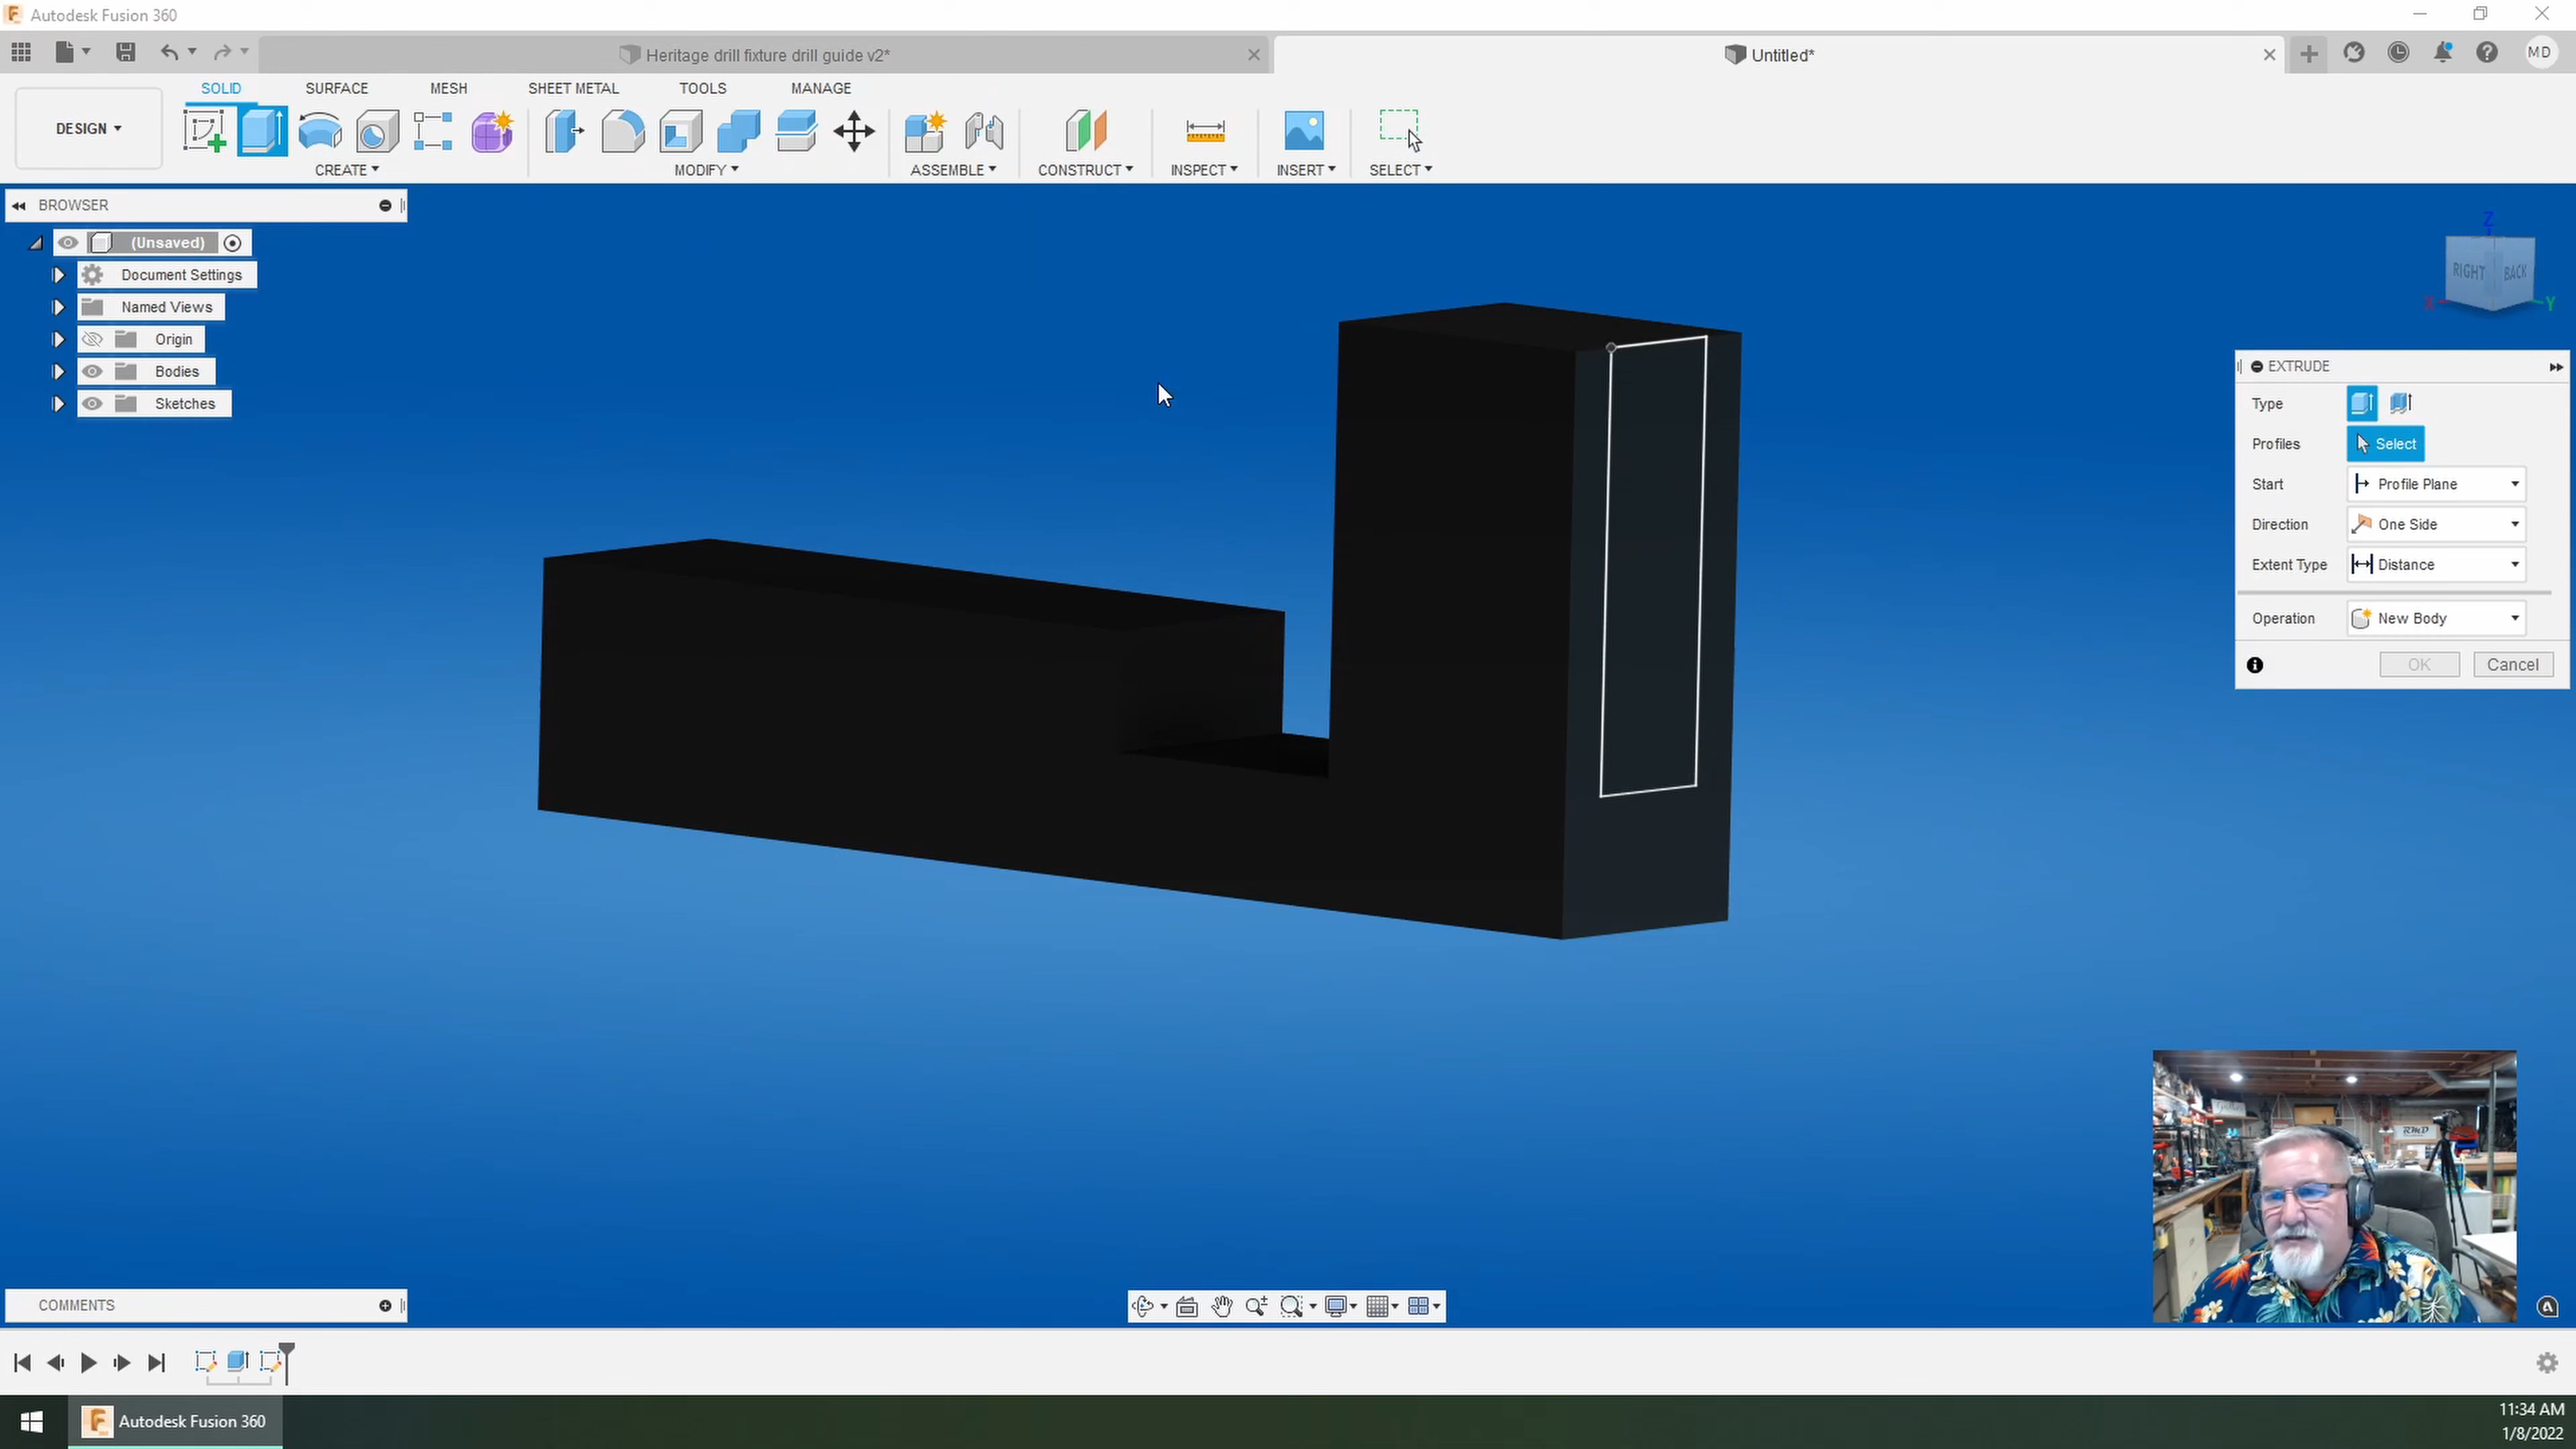 Autodesk Fusion 360
Heritage drill fixture drill guide v2*
Untitled*
MD
SOLID
SURFACE
MESH
SHEET METAL
TOOLS
MANAGE
DESIGN
CREATE
MODIFY
ASSEMBLE
CONSTRUCT
INSPECT
INSERT
SELECT
BROWSER
(Unsaved)
Document Settings
Named Views
Origin
Bodies
Sketches
Z
RIGHT
BACK
X
Y
EXTRUDE
Type
Profiles
Select
Start
Profile Plane
Direction
One Side
Extent Type
Distance
Operation
New Body
OK
Cancel
RMP
COMMENTS
Autodesk Fusion 360
11:34 AM
1/8/2022